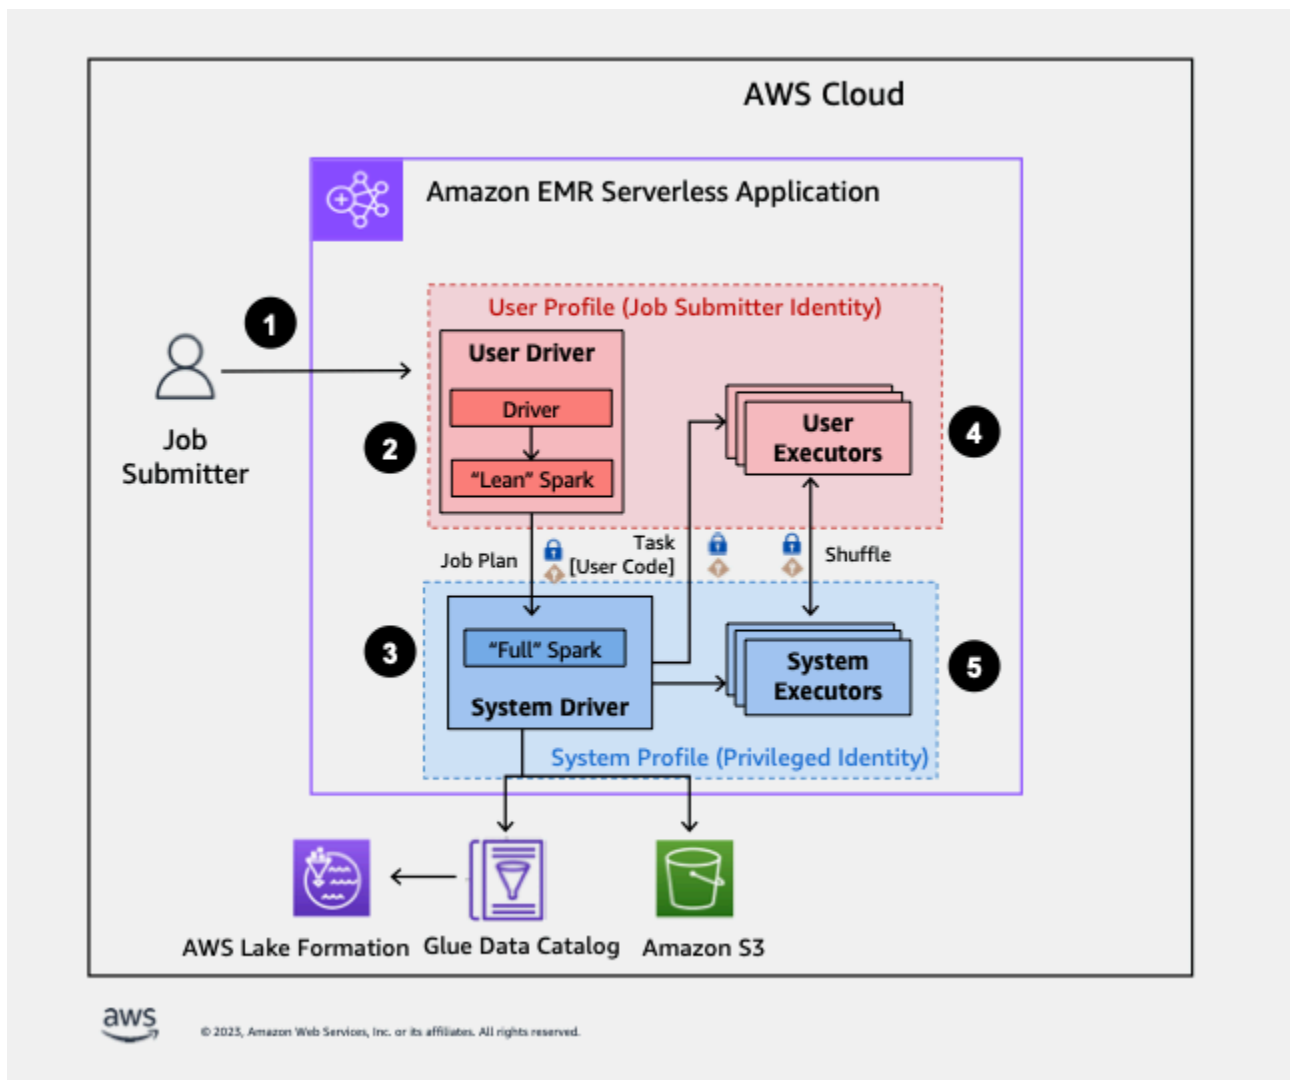 AWS Cloud
Amazon EMR Serverless Application
User Profile (Job Submitter Identity)
1
User Driver
Driver
"Lean" Spark
2
User
Executors
4
Job
Submitter
Job Plan
Task
[User Code]
Shuffle
3
"Full" Spark
System Driver
System
Executors
5
System Profile (Privileged Identity)
AWS Lake Formation
Glue Data Catalog
Amazon S3
aws
© 2023, Amazon Web Services, Inc. or its affiliates. All rights reserved.